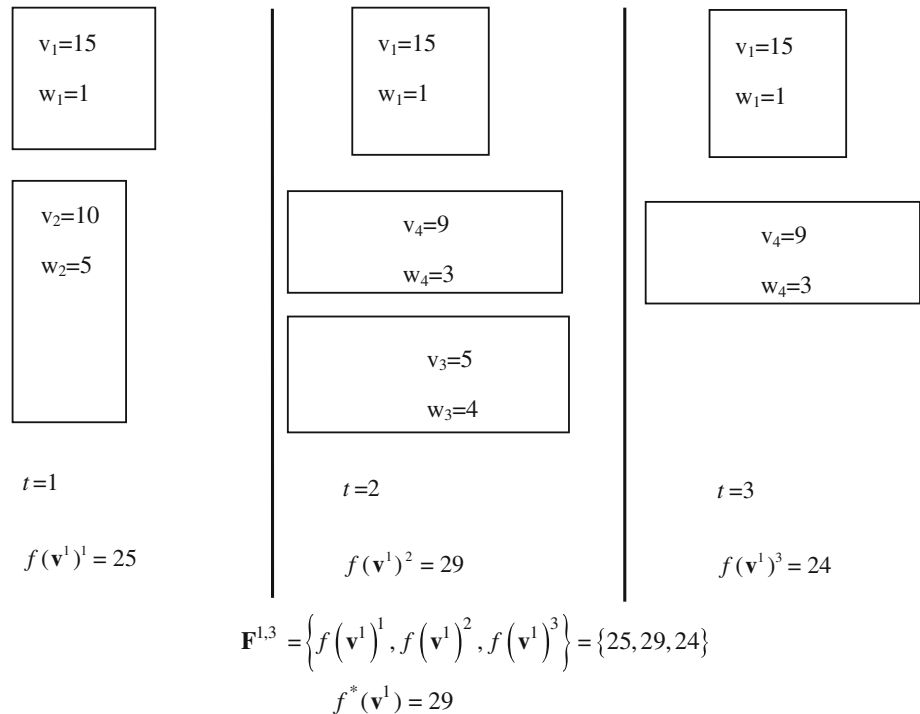 v₁=15
w₁=1
v₂=10
w₂=5
t=1
f(v¹)¹ = 25
v₁=15
w₁=1
v₄=9
w₄=3
v₃=5
w₃=4
t=2
f(v¹)² = 29
v₁=15
w₁=1
v₄=9
w₄=3
t=3
f(v¹)³ = 24
F¹,³ = {f(v¹)¹, f(v¹)², f(v¹)³} = {25, 29, 24}
f*(v¹) = 29